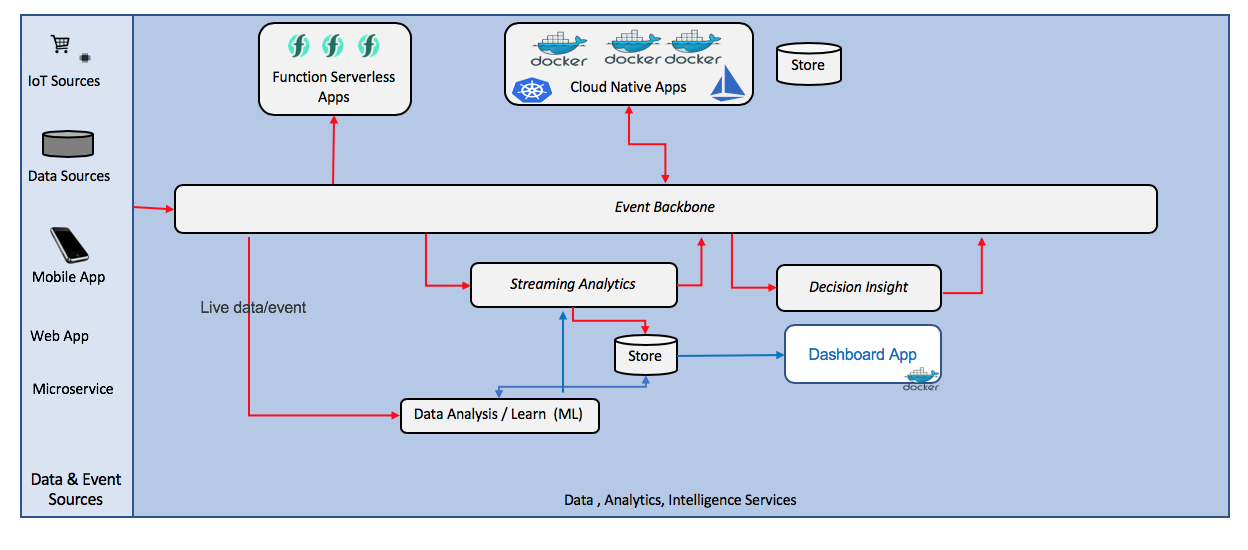 IoT Sources
Data Sources
Mobile App
Web App
Microservice
Data & Event
Sources
Function Serverless
Apps
docker
docker
docker
Cloud Native Apps
Store
Event Backbone
Streaming Analytics
Decision Insight
Live data/event
Store
Dashboard App
docker
Data Analysis / Learn (ML)
Data , Analytics, Intelligence Services